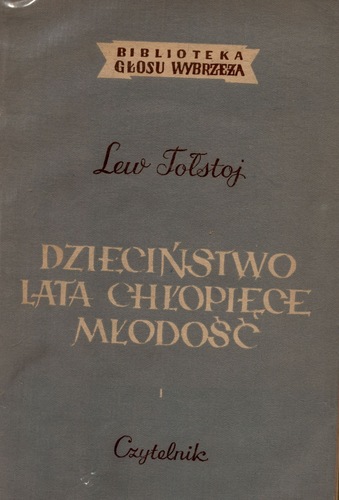 BIBLIOTEKA
GŁOSU WYBRZEŻA
Lew Tołstoj
DZIECIŃSTWO
LATA CHŁOPIĘCE
MŁODOŚĆ
I
Czytelnik